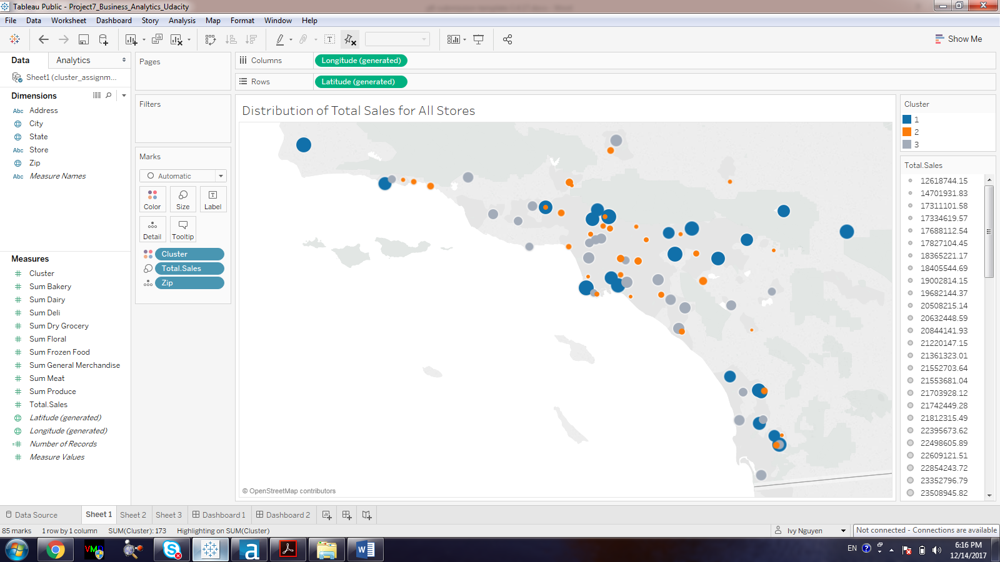 Tableau Public - Project7_Business_Analytics_Udacity
File Data Worksheet Dashboard Story Analysis Map Format Window Help
Show Me
Data Analytics
Sheet1 (cluster_assignm...
Dimensions
Abc Address
City
State
Abc Store
Zip
Abc Measure Names
Measures
Cluster
Sum Bakery
Sum Dairy
Sum Deli
Sum Dry Grocery
Sum Floral
Sum Frozen Food
Sum General Merchandise
Sum Meat
Sum Produce
Total.Sales
Latitude (generated)
Longitude (generated)
Number of Records
Measure Values
Pages
Filters
Marks
Automatic
Color Size Label
Detail Tooltip
Cluster
Total.Sales
Zip
Columns Longitude (generated)
Rows Latitude (generated)
Distribution of Total Sales for All Stores
© OpenStreetMap contributors
Cluster
1
2
3
Total.Sales
12618744.15
14701931.83
17311101.58
17334619.57
17688112.54
17827104.45
18365221.17
18405544.69
19002814.15
19682144.37
20508215.14
20632448.59
20844141.93
21220147.15
21361323.01
21552703.64
21553681.04
21703928.12
21742449.28
21812315.49
22395673.62
22498605.89
22609121.51
22854243.72
23352796.79
23508945.82
Data Source Sheet 1 Sheet 2 Sheet 3 Dashboard 1 Dashboard 2
85 marks 1 row by 1 column SUM(Cluster): 173 Highlighting on SUM(Cluster) Ivy Nguyen
Not connected - Connections are available
VMD
EN
6:16 PM
12/14/2017